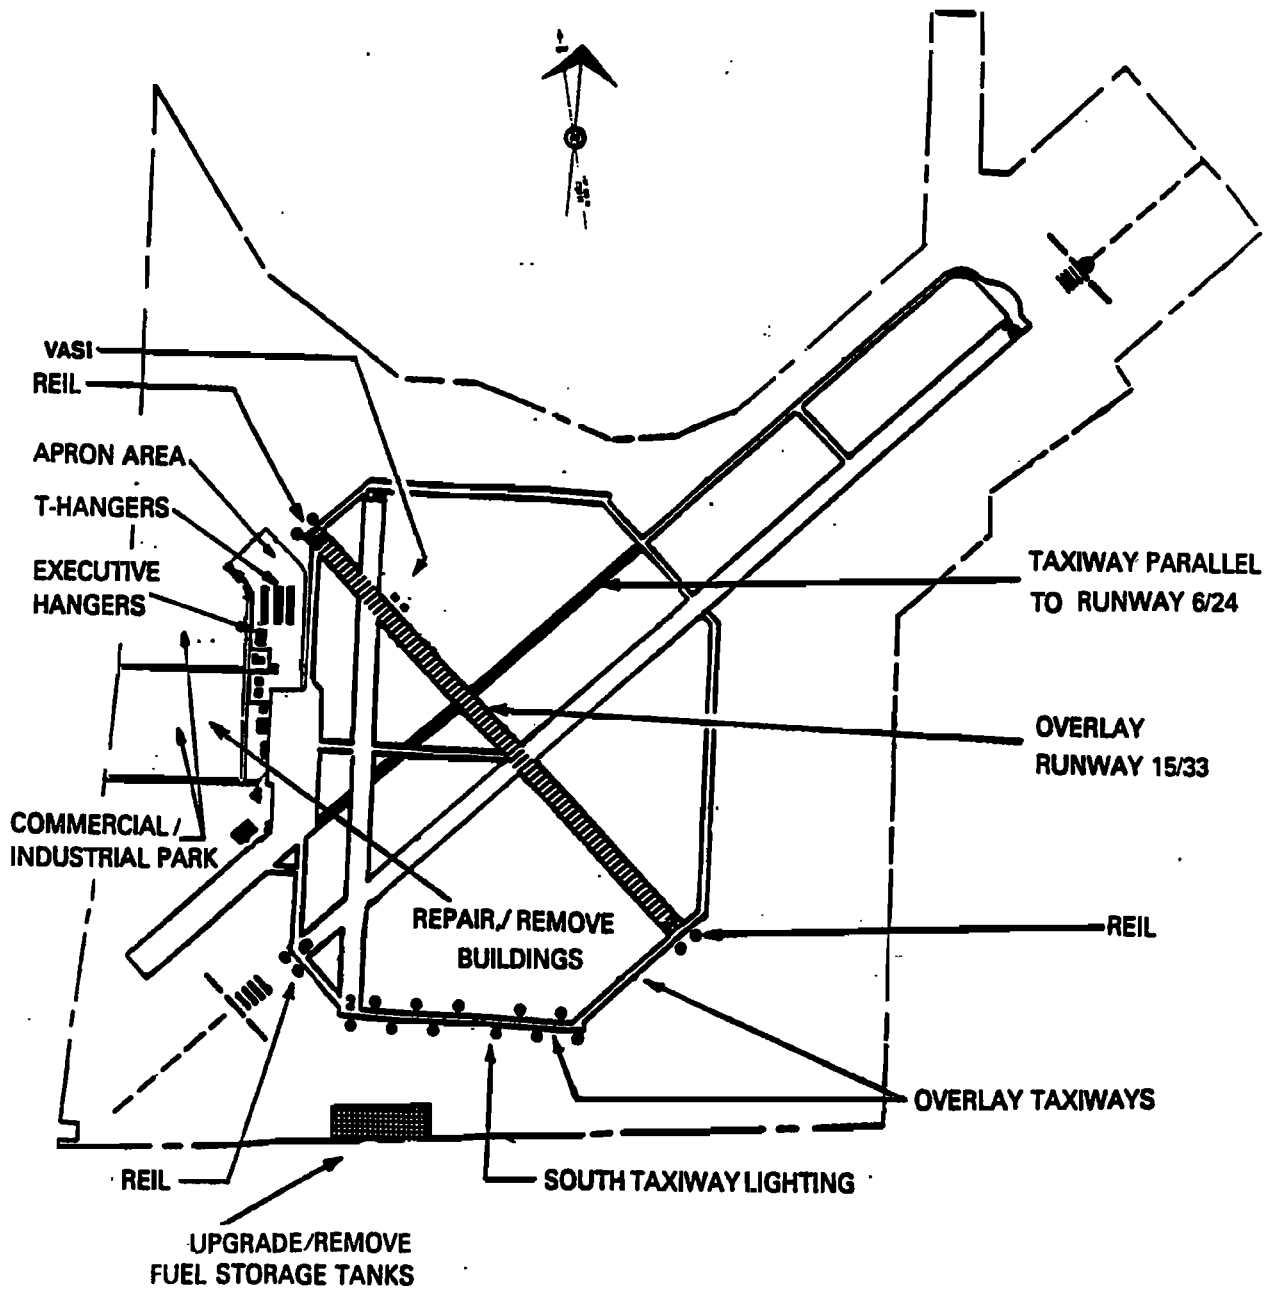 VASI
REIL
APRON AREA
T-HANGERS
EXECUTIVE
HANGERS
TAXIWAY PARALLEL
TO RUNWAY 6/24
OVERLAY
RUNWAY 15/33
COMMERCIAL /
INDUSTRIAL PARK
REPAIR / REMOVE
BUILDINGS
REIL
OVERLAY TAXIWAYS
REIL
SOUTH TAXIWAY LIGHTING
UPGRADE/REMOVE
FUEL STORAGE TANKS